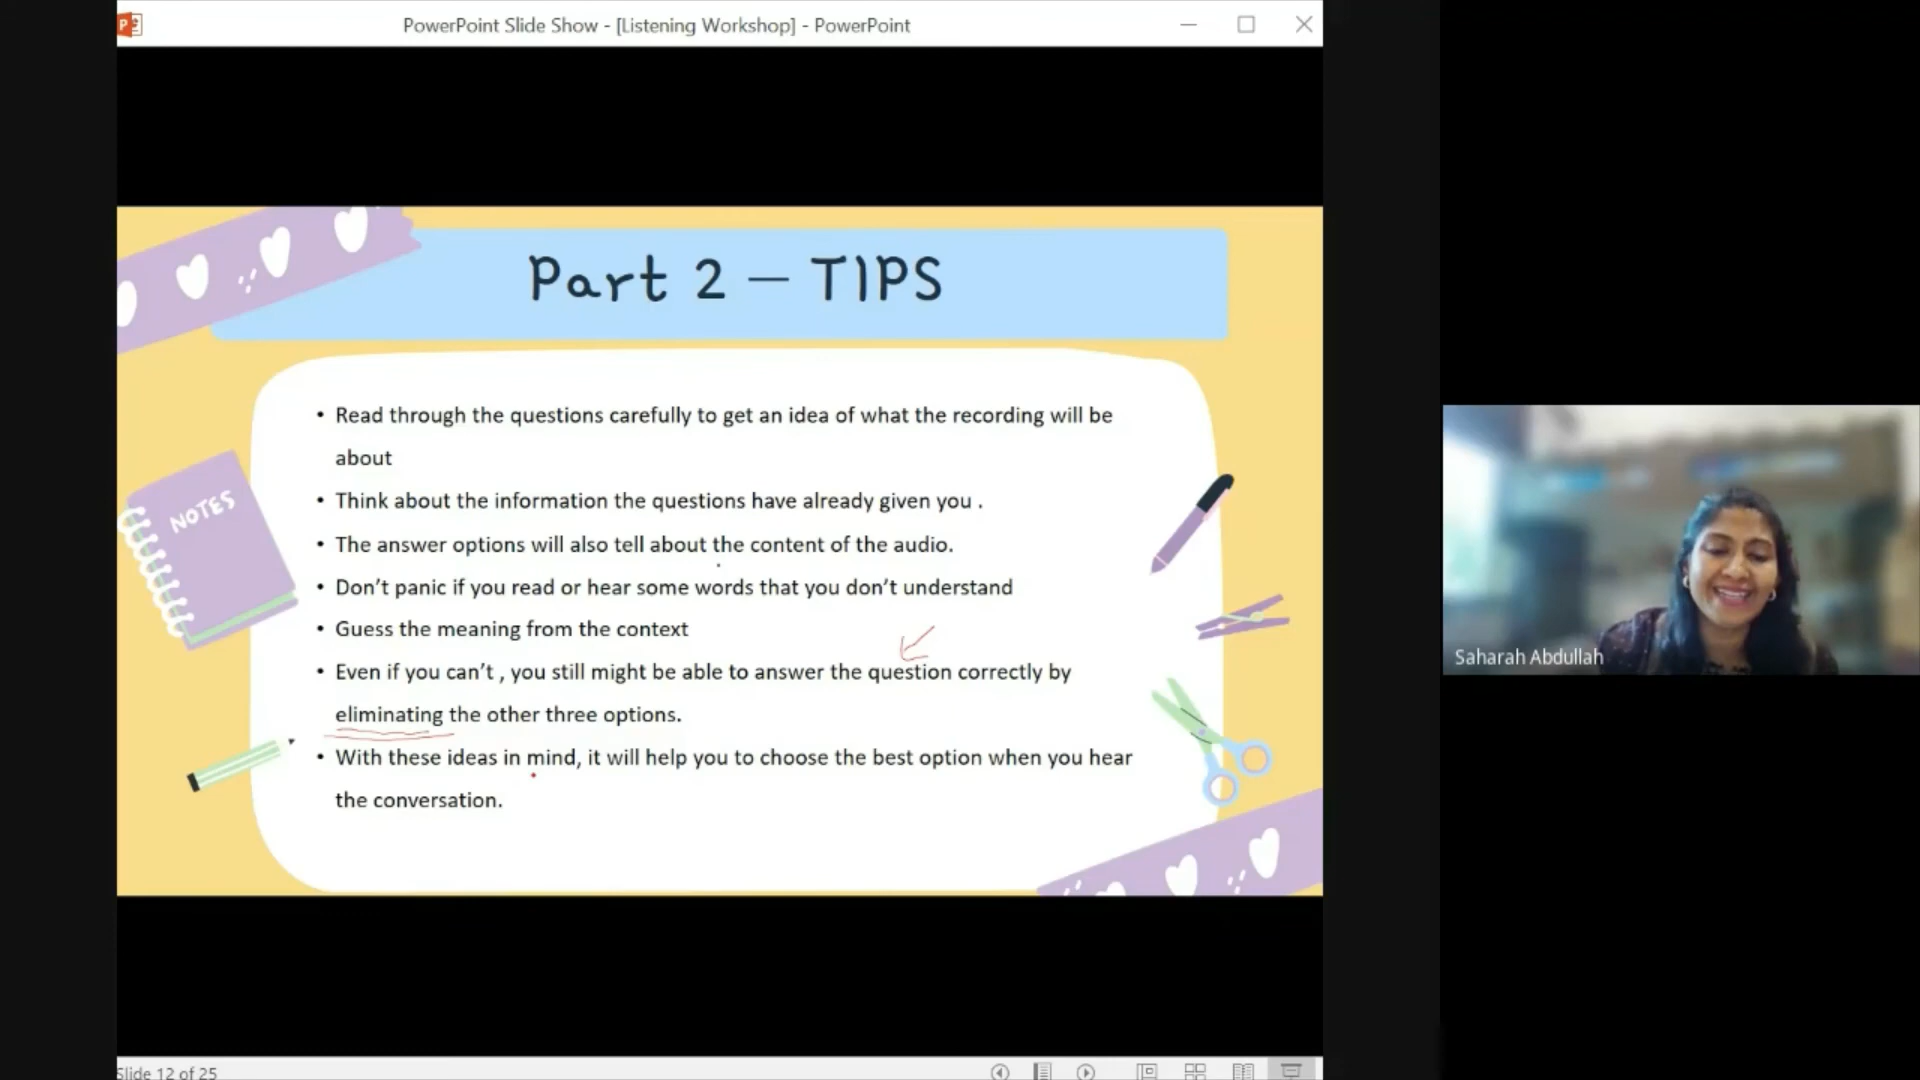 PowerPoint Slide Show - [Listening Workshop] - PowerPoint
Part 2 – TIPS
NOTES
• Read through the questions carefully to get an idea of what the recording will be
about
• Think about the information the questions have already given you .
• The answer options will also tell about the content of the audio.
• Don’t panic if you read or hear some words that you don’t understand
• Guess the meaning from the context
• Even if you can’t , you still might be able to answer the question correctly by
eliminating the other three options.
• With these ideas in mind, it will help you to choose the best option when you hear
the conversation.
Saharah Abdullah
Slide 12 of 25